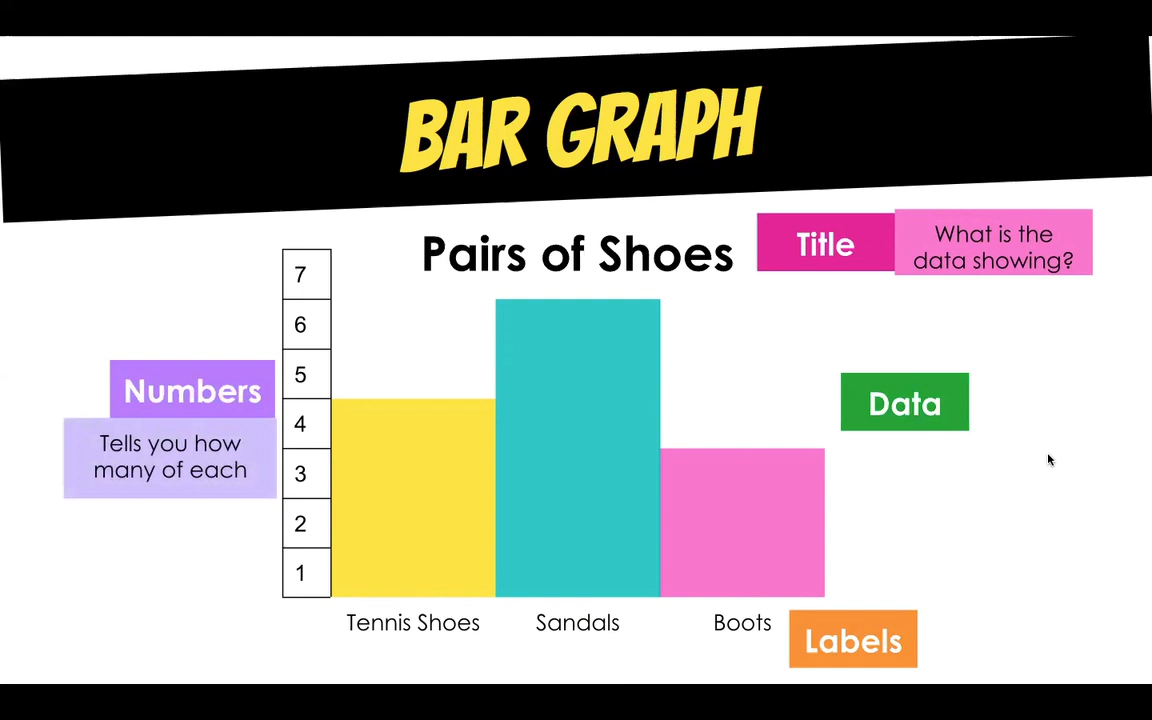 BAR GRAPH
Pairs of Shoes
Title
What is the
data showing?
7
6
5
4
3
2
1
Numbers
Tells you how
many of each
Data
Tennis Shoes
Sandals
Boots
Labels